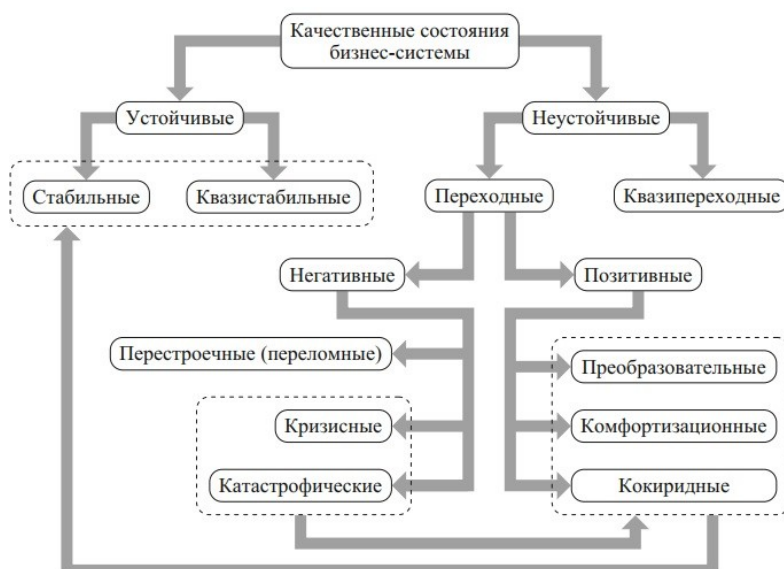 Качественные состояния
бизнес-системы
Устойчивые
Неустойчивые
Стабильные
Квазистабильные
Переходные
Квазипереходные
Негативные
Позитивные
Перестроечные (переломные)
Преобразовательные
Кризисные
Комфортизационные
Катастрофические
Кокиридные